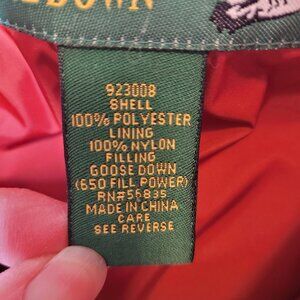 DOWN
923008
SHELL
100% POLYESTER
LINING
100% NYLON
FILLING
GOOSE DOWN
(650 FILL POWER)
RN#56835
MADE IN CHINA
CARE
SEE REVERSE